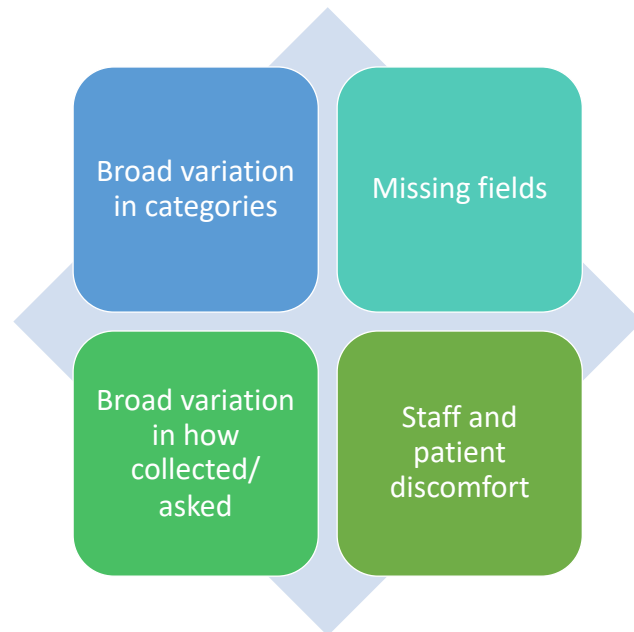 Broad variation
in categories
Missing fields
Broad variation
in how
collected/
asked
Staff and
patient
discomfort